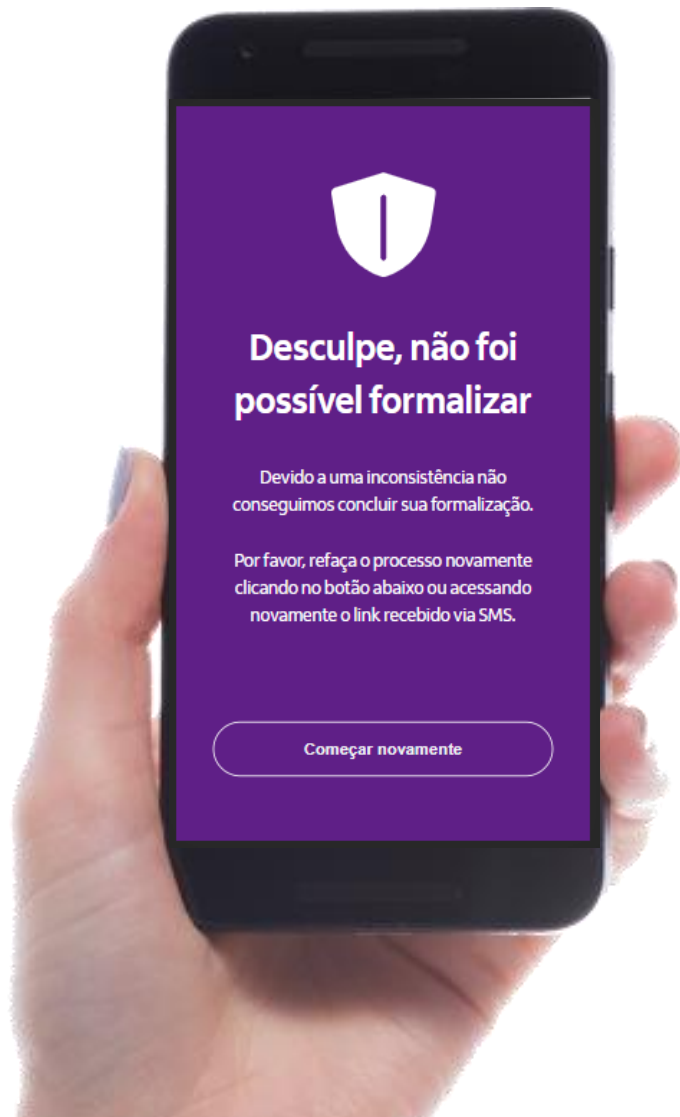 Desculpe, não foi
possível formalizar
Devido a uma inconsistência não
conseguimos concluir sua formalização.
Por favor, refaça o processo novamente
clicando no botão abaixo ou acessando
novamente o link recebido via SMS.
Começar novamente